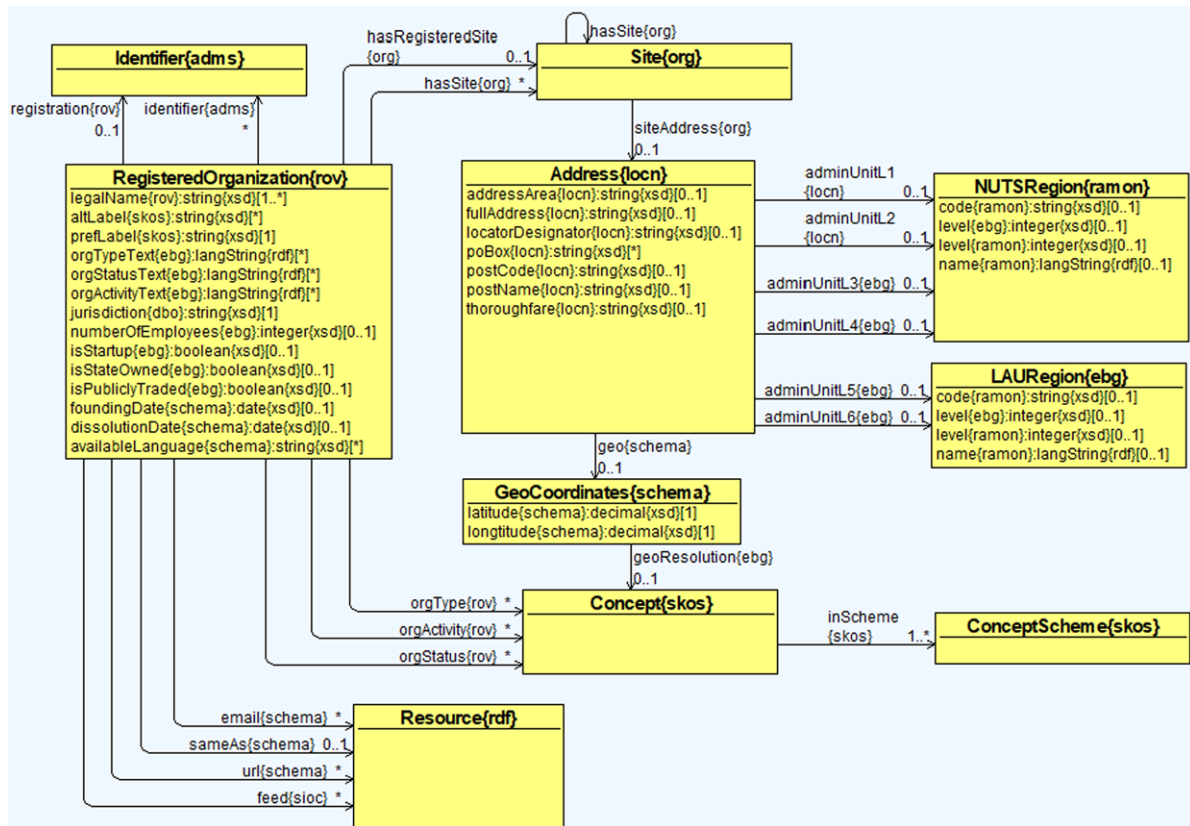 hasRegisteredSite
{org}
0..1
hasSite{org}
Identifier{adms}
Site{org}
hasSite{org} *
registration{rov}
0..1
identifier{adms}
*
siteAddress{org}
0..1
RegisteredOrganization{rov}
legalName{rov}:string{xsd}[1..*]
altLabel{skos}:string{xsd}[*]
prefLabel{skos}:string{xsd}[1]
orgTypeText{ebg}:langString{rdf}[*]
orgStatusText{ebg}:langString{rdf}[*]
orgActivityText{ebg}:langString{rdf}[*]
jurisdiction{dbo}:string{xsd}[1]
numberOfEmployees{ebg}:integer{xsd}[0..1]
isStartup{ebg}:boolean{xsd}[0..1]
isStateOwned{ebg}:boolean{xsd}[0..1]
isPubliclyTraded{ebg}:boolean{xsd}[0..1]
foundingDate{schema}:date{xsd}[0..1]
dissolutionDate{schema}:date{xsd}[0..1]
availableLanguage{schema}:string{xsd}[*]
Address{locn}
addressArea{locn}:string{xsd}[0..1]
fullAddress{locn}:string{xsd}[0..1]
locatorDesignator{locn}:string{xsd}[0..1]
poBox{locn}:string{xsd}[*]
postCode{locn}:string{xsd}[0..1]
postName{locn}:string{xsd}[0..1]
thoroughfare{locn}:string{xsd}[0..1]
adminUnitL1
{locn} 0..1
adminUnitL2
{locn} 0..1
adminUnitL3{ebg} 0..1
adminUnitL4{ebg} 0..1
adminUnitL5{ebg} 0..1
adminUnitL6{ebg} 0..1
NUTSRegion{ramon}
code{ramon}:string{xsd}[0..1]
level{ebg}:integer{xsd}[0..1]
level{ramon}:integer{xsd}[0..1]
name{ramon}:langString{rdf}[0..1]
LAURegion{ebg}
code{ramon}:string{xsd}[0..1]
level{ebg}:integer{xsd}[0..1]
level{ramon}:integer{xsd}[0..1]
name{ramon}:langString{rdf}[0..1]
geo{schema}
0..1
GeoCoordinates{schema}
latitude{schema}:decimal{xsd}[1]
longtitude{schema}:decimal{xsd}[1]
geoResolution{ebg}
0..1
orgType{rov} *
orgActivity{rov} *
orgStatus{rov} *
Concept{skos}
inScheme
{skos} 1..*
ConceptScheme{skos}
email{schema} *
sameAs{schema} 0..1
url{schema} *
feed{sioc} *
Resource{rdf}